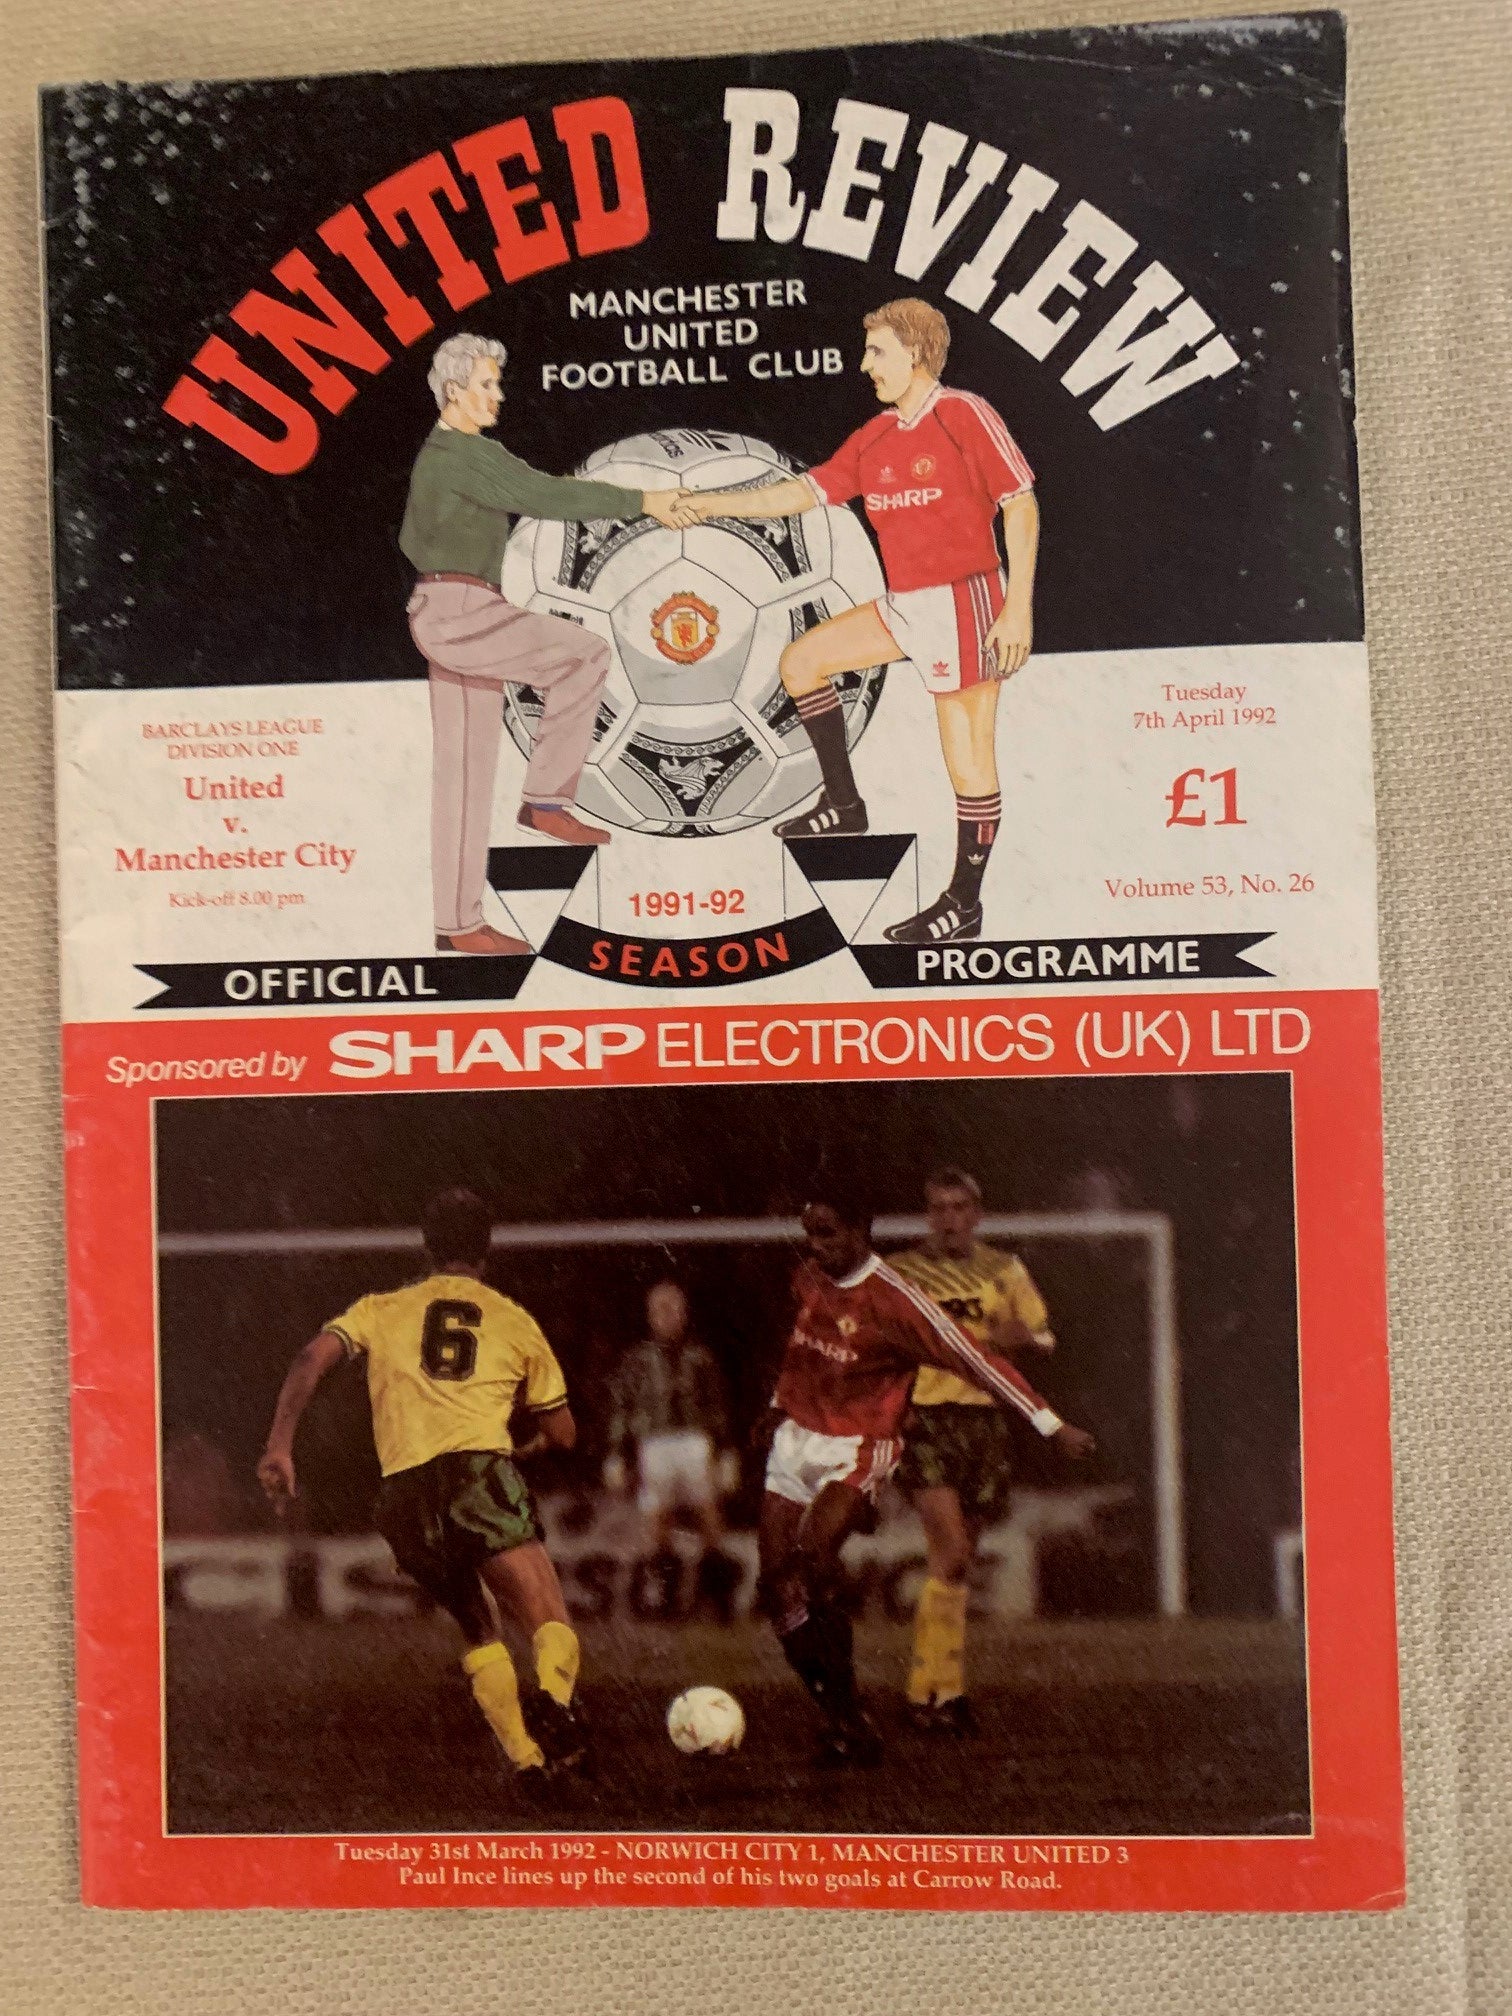 UNITED REVIEW
MANCHESTER
UNITED
FOOTBALL CLUB
adidas
SHARP
BARCLAYS LEAGUE
DIVISION ONE
United
v.
Manchester City
Kick-off 8.00 pm
Tuesday
7th April 1992
£1
Volume 53, No. 26
1991-92
OFFICIAL SEASON PROGRAMME
Sponsored by SHARP ELECTRONICS (UK) LTD
6
SHARP
Tuesday 31st March 1992 - NORWICH CITY 1, MANCHESTER UNITED 3
Paul Ince lines up the second of his two goals at Carrow Road.